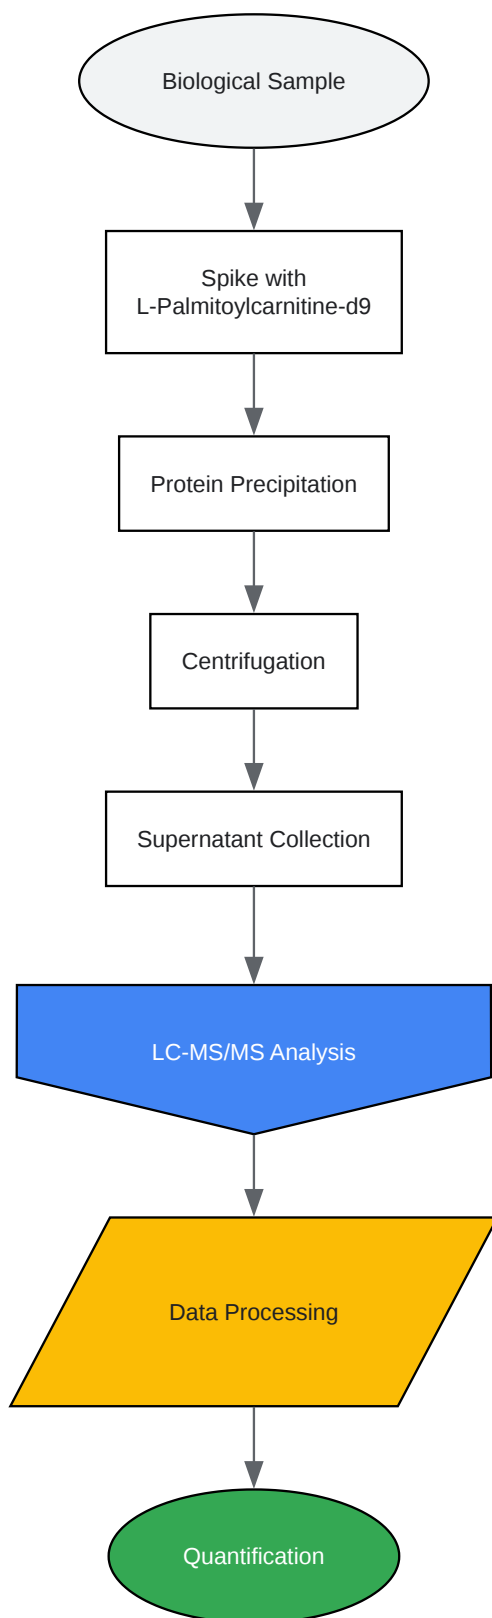 Biological Sample
Spike with
L-Palmitoylcarnitine-d9
Protein Precipitation
Centrifugation
Supernatant Collection
LC-MS/MS Analysis
Data Processing
Quantification